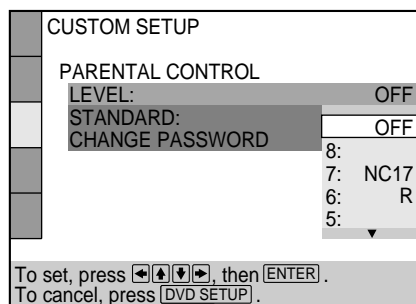 CUSTOM SETUP
PARENTAL CONTROL
LEVEL: OFF
STANDARD: OFF
CHANGE PASSWORD
8:
7: NC17
6: R
5:
To set, press , then ENTER .
To cancel, press DVD SETUP .